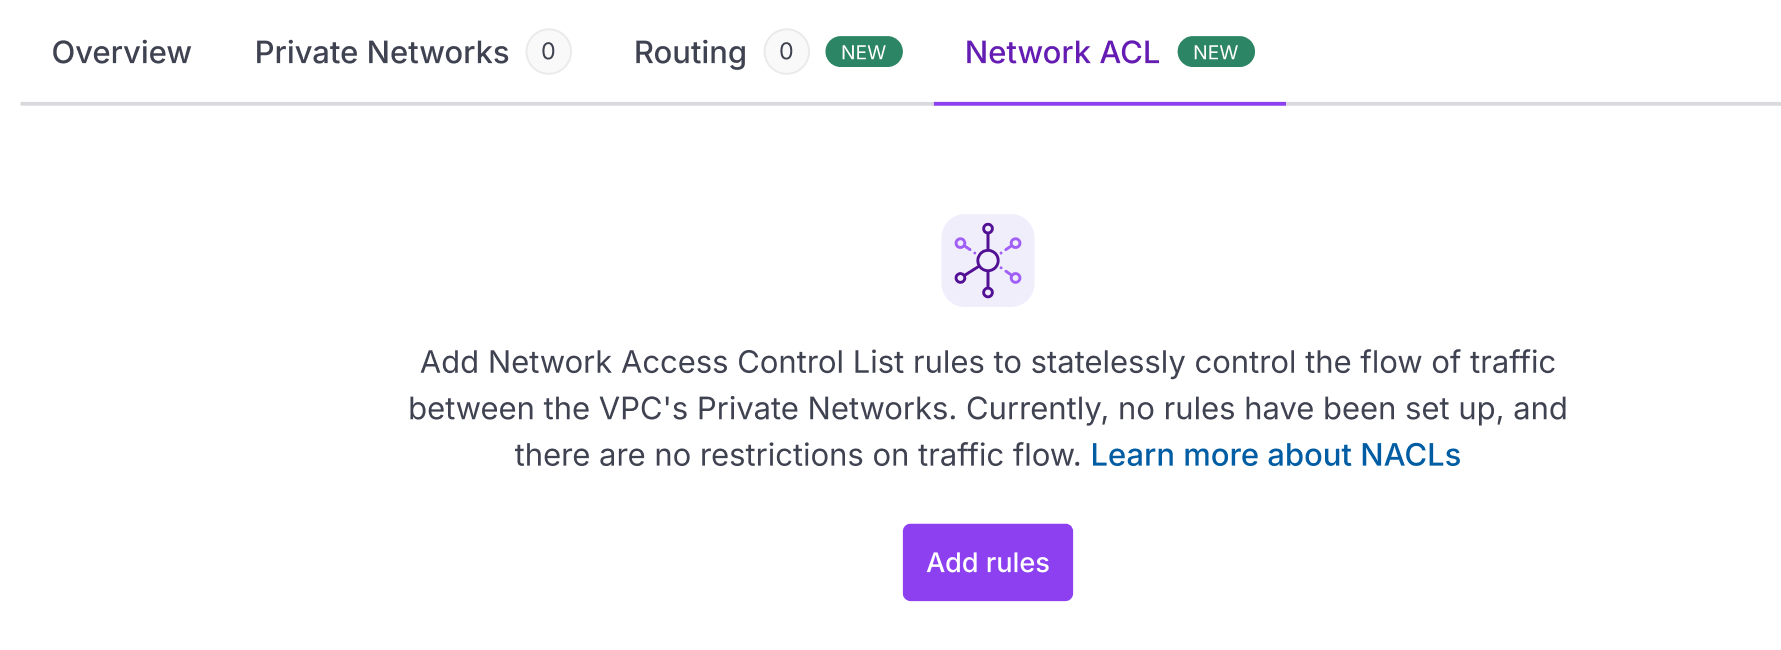 Overview Private Networks 0 Routing 0 NEW Network ACL NEW
Add Network Access Control List rules to statelessly control the flow of traffic
between the VPC's Private Networks. Currently, no rules have been set up, and
there are no restrictions on traffic flow. Learn more about NACLs
Add rules